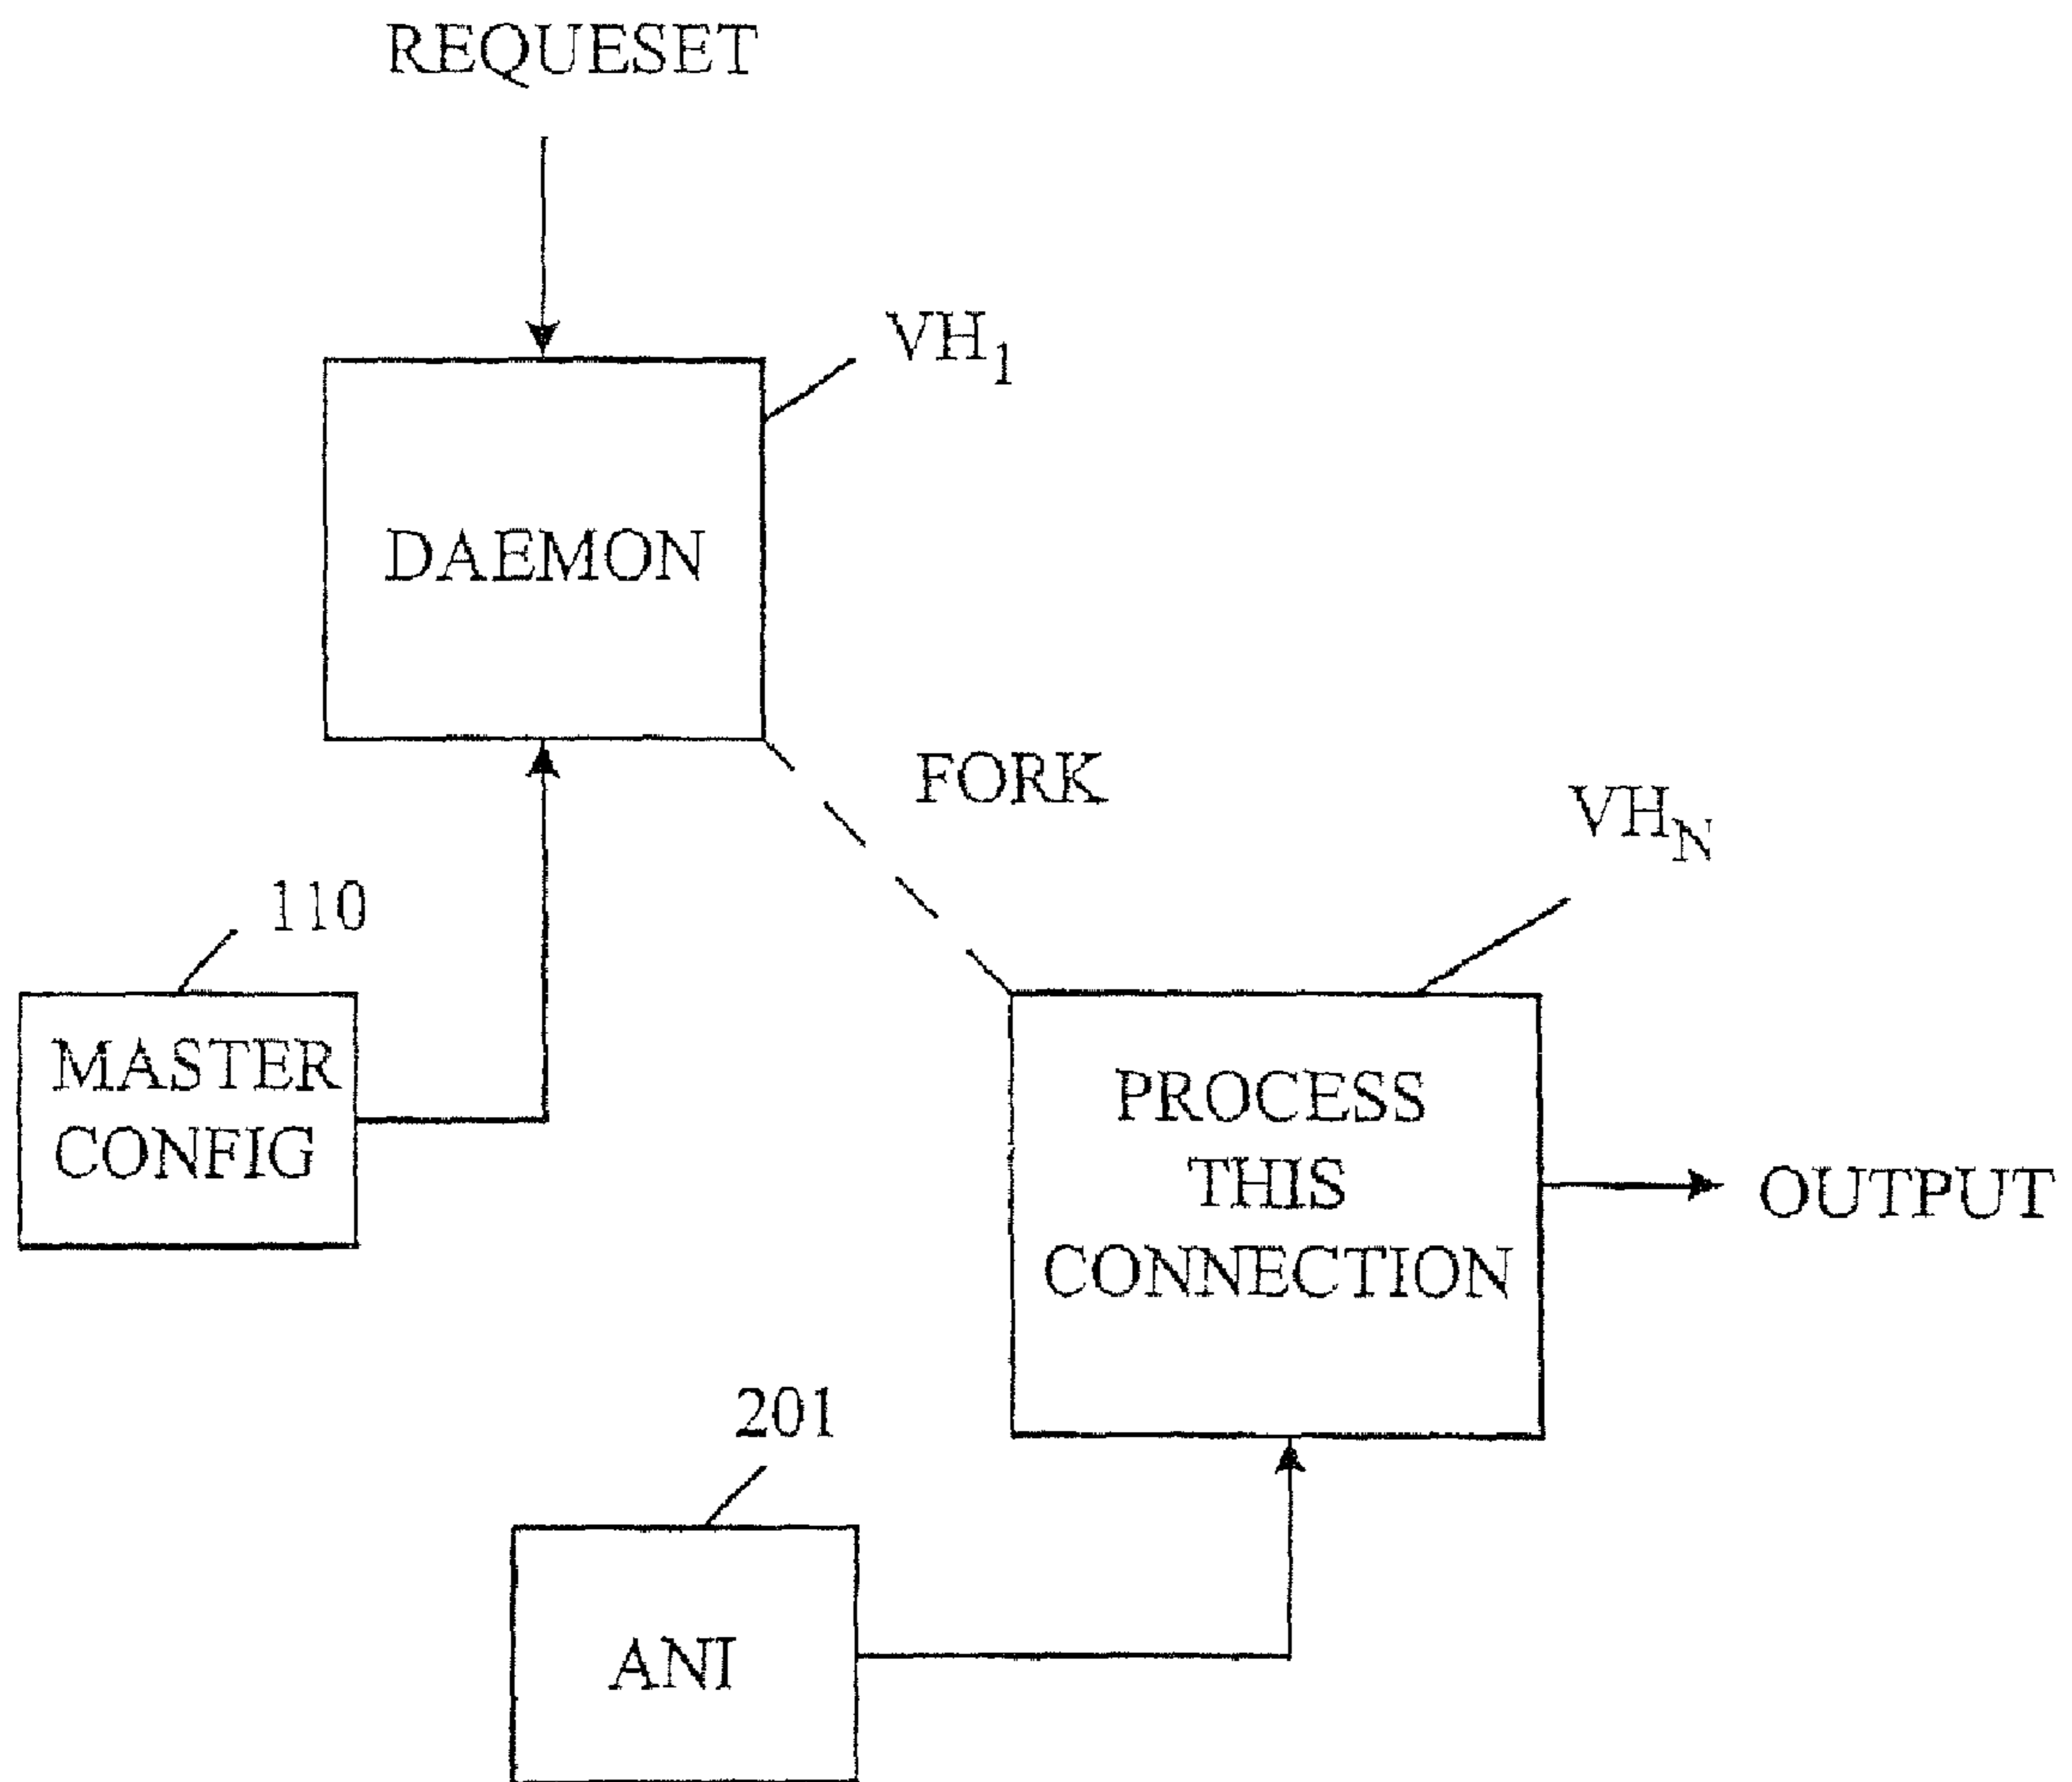 REQUESET
VH1
DAEMON
FORK
VHN
110
MASTER
CONFIG
PROCESS
THIS
CONNECTION
OUTPUT
201
ANI